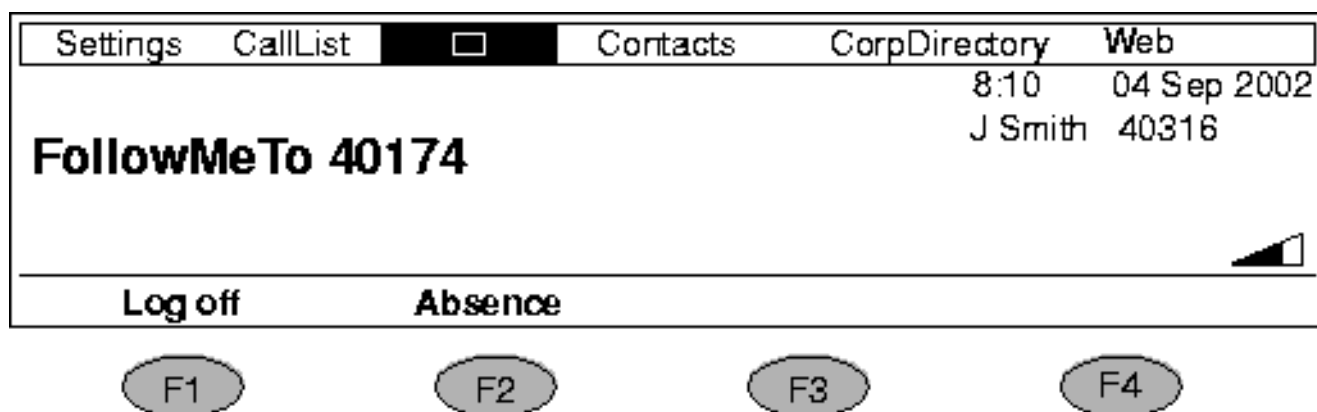 Settings CallList Contacts CorpDirectory Web
8:10 04 Sep 2002
J Smith 40316
FollowMeTo 40174
Log off Absence
F1 F2 F3 F4